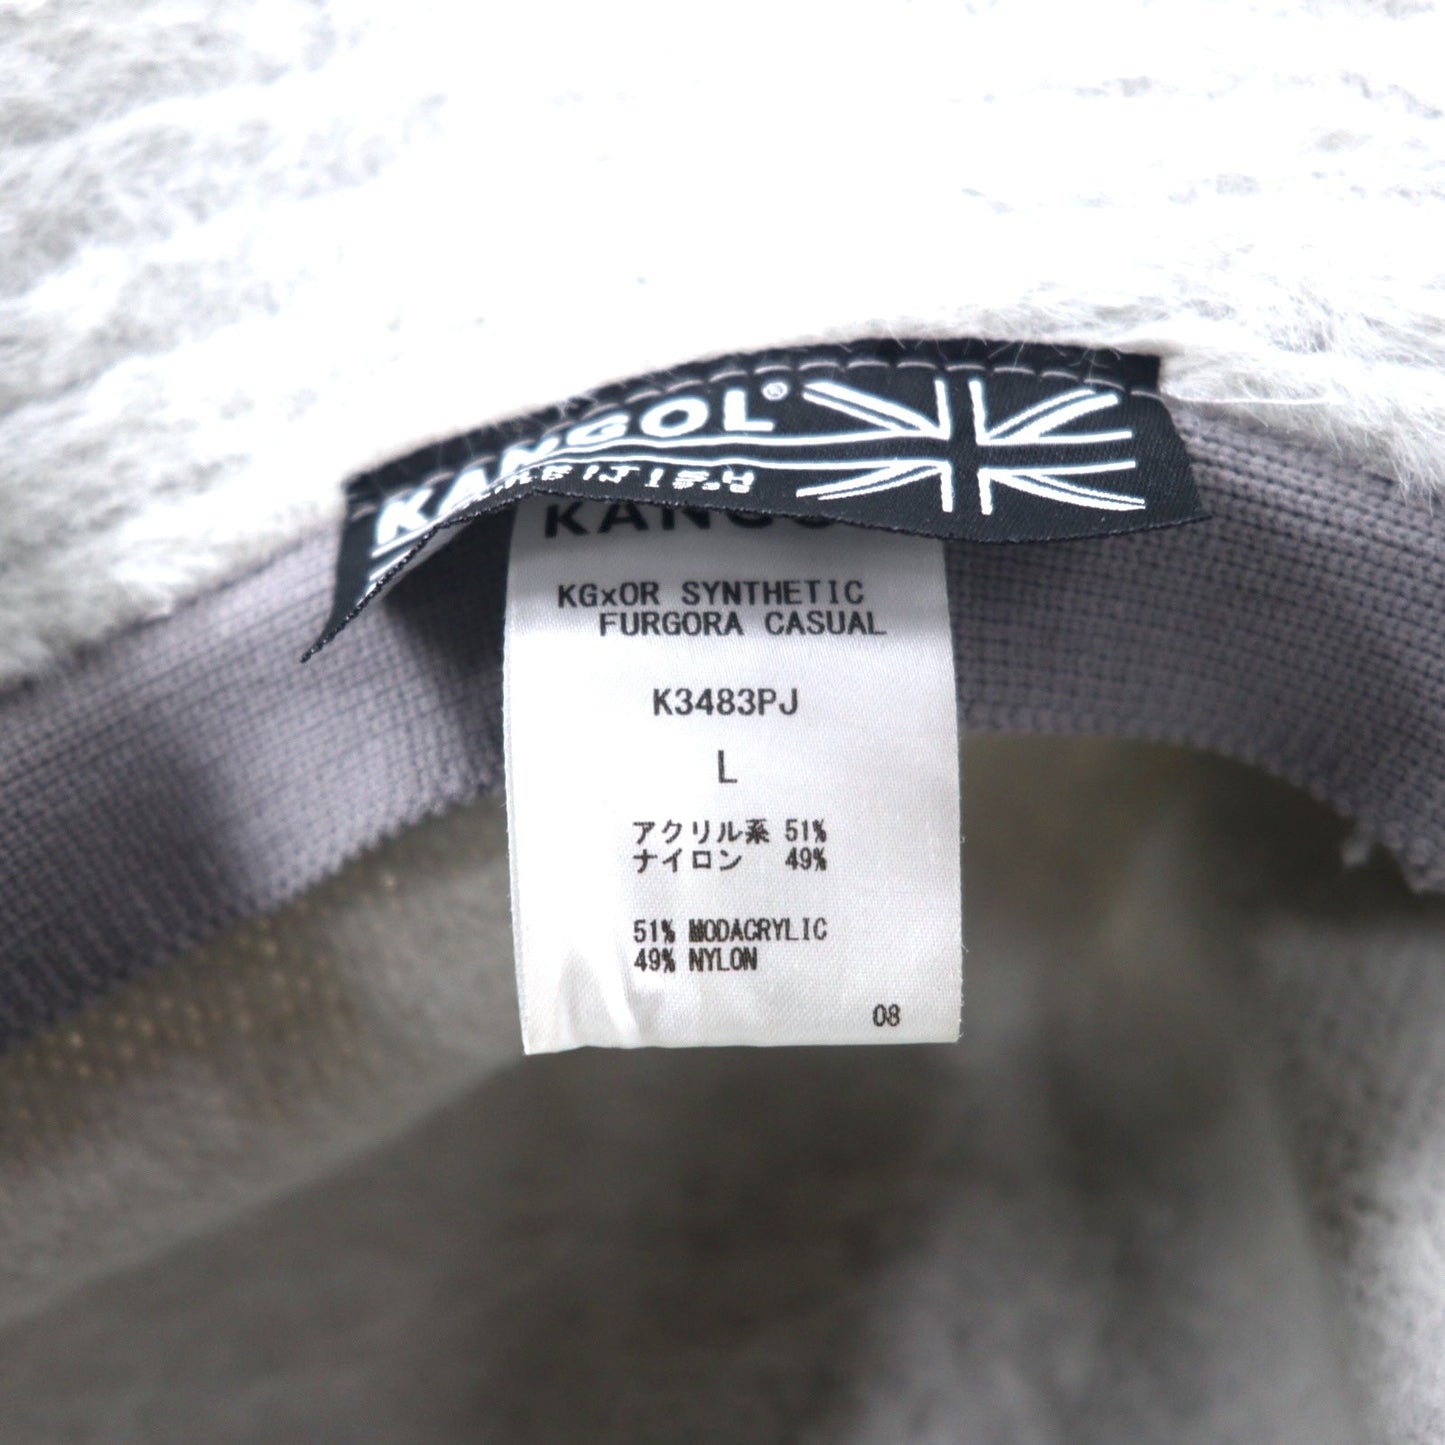 KANGOL®
KANGO
KGxOR SYNTHETIC
FURGORA CASUAL
K3483PJ
L
アクリル系 51%
ナイロン 49%
51% MODACRYLIC
49% NYLON
08